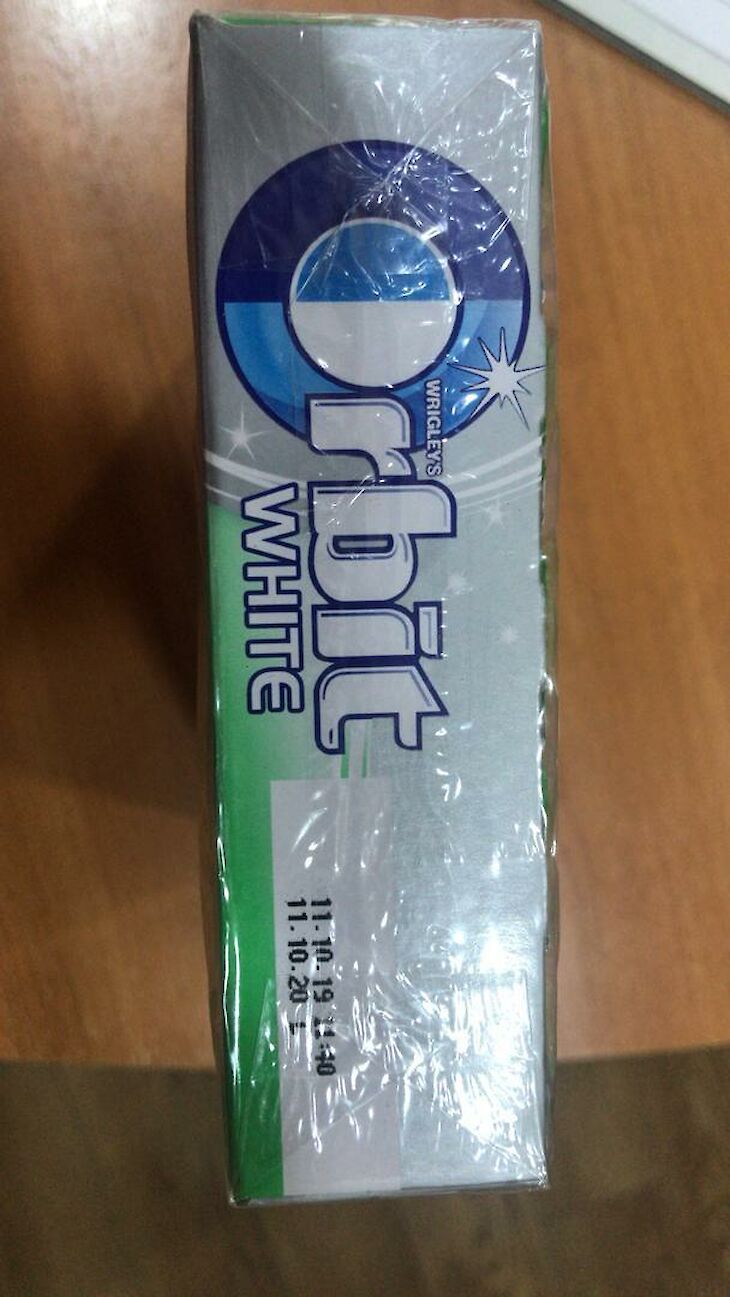 WRIGLEY'S
Orbit
WHITE
11.10.19 11:40
11.10.20 L